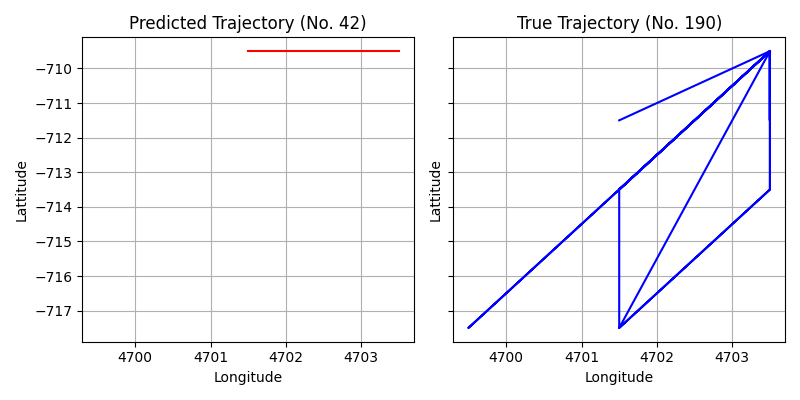 Predicted Trajectory (No. 42)
True Trajectory (No. 190)
Lattitude
−710
−711
−712
−713
−714
−715
−716
−717
4700
4701
4702
4703
Longitude
Lattitude
4700
4701
4702
4703
Longitude